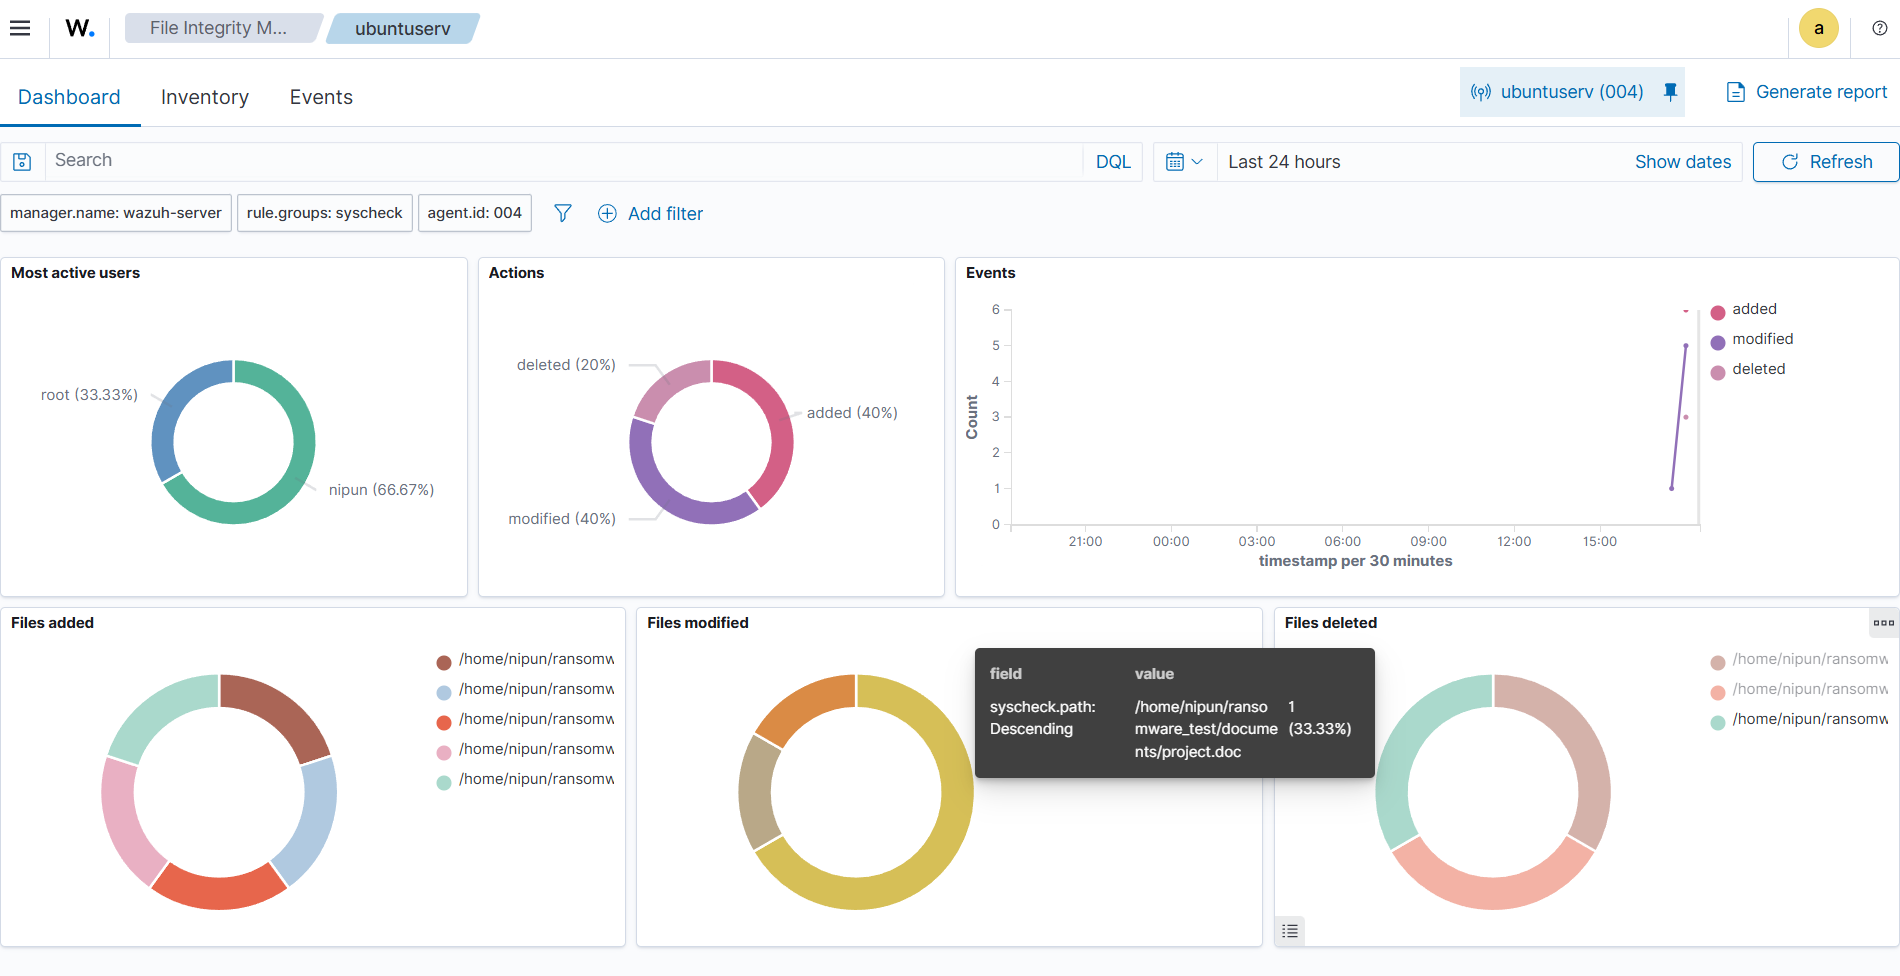 W.
File Integrity M...
ubuntuserv
a
Dashboard
Inventory
Events
ubuntuserv (004)
Generate report
Search
DQL
Last 24 hours
Show dates
Refresh
manager.name: wazuh-server
rule.groups: syscheck
agent.id: 004
Add filter
Most active users
root (33.33%)
nipun (66.67%)
Actions
deleted (20%)
added (40%)
modified (40%)
Events
6
5
4
3
2
1
0
Count
21:00
00:00
03:00
06:00
09:00
12:00
15:00
timestamp per 30 minutes
added
modified
deleted
Files added
/home/nipun/ransomw
/home/nipun/ransomw
/home/nipun/ransomw
/home/nipun/ransomw
/home/nipun/ransomw
Files modified
field value
syscheck.path: /home/nipun/ranso 1
Descending mware_test/docume (33.33%)
nts/project.doc
Files deleted
/home/nipun/ransomw
/home/nipun/ransomw
/home/nipun/ransomw